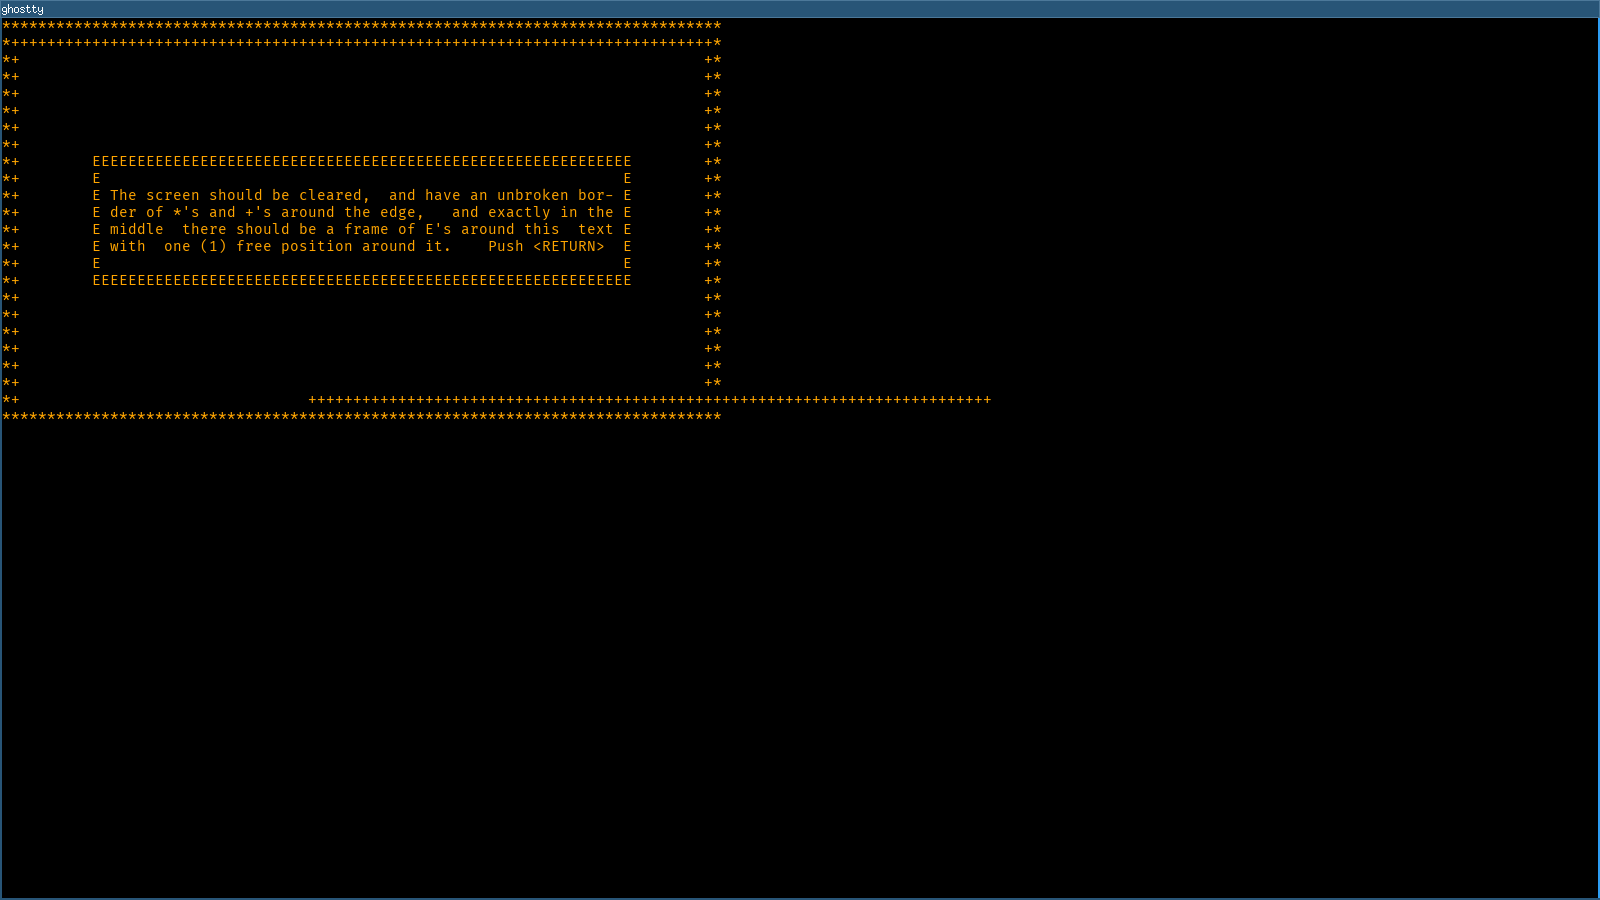 ********************************************************************************
*++++++++++++++++++++++++++++++++++++++++++++++++++++++++++++++++++++++++++++++*
*+                                                                            +*
*+                                                                            +*
*+                                                                            +*
*+                                                                            +*
*+                                                                            +*
*+                                                                            +*
*+        EEEEEEEEEEEEEEEEEEEEEEEEEEEEEEEEEEEEEEEEEEEEEEEEEEEEEEEEEEEE        +*
*+        E                                                          E        +*
*+        E The screen should be cleared,  and have an unbroken bor- E        +*
*+        E der of *'s and +'s around the edge,   and exactly in the E        +*
*+        E middle  there should be a frame of E's around this  text E        +*
*+        E with  one (1) free position around it.    Push <RETURN>  E        +*
*+        E                                                          E        +*
*+        EEEEEEEEEEEEEEEEEEEEEEEEEEEEEEEEEEEEEEEEEEEEEEEEEEEEEEEEEEEE        +*
*+                                                                            +*
*+                                                                            +*
*+                                                                            +*
*+                                                                            +*
*+                                                                            +*
*+                                                                            +*
*+                                ++++++++++++++++++++++++++++++++++++++++++++++++++++++++++++++++++++++++++++
********************************************************************************